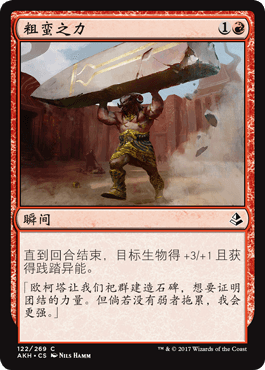 粗蛮之力 1
瞬间
直到回合结束，目标生物得+3/+1且获
得践踏异能。
「欧柯塔让我们祀群建造石碑，想要证明
团结的力量。但倘若没有弱者拖累，我会
更强。」
122/269 C
AKH • CS NILS HAMM
™ & © 2017 Wizards of the Coast